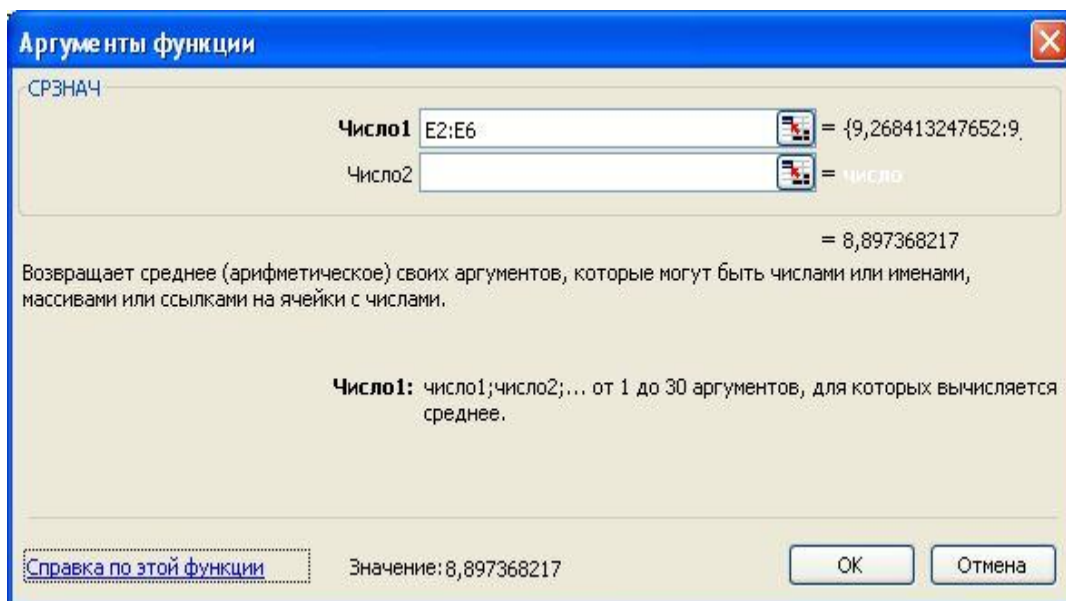 Аргументы функции
СРЗНАЧ
Число1 E2:E6 = {9,268413247652:9
Число2 = число
= 8,897368217
Возвращает среднее (арифметическое) своих аргументов, которые могут быть числами или именами,
массивами или ссылками на ячейки с числами.
Число1: число1;число2;... от 1 до 30 аргументов, для которых вычисляется
среднее.
Справка по этой функции Значение:8,897368217 ОК Отмена